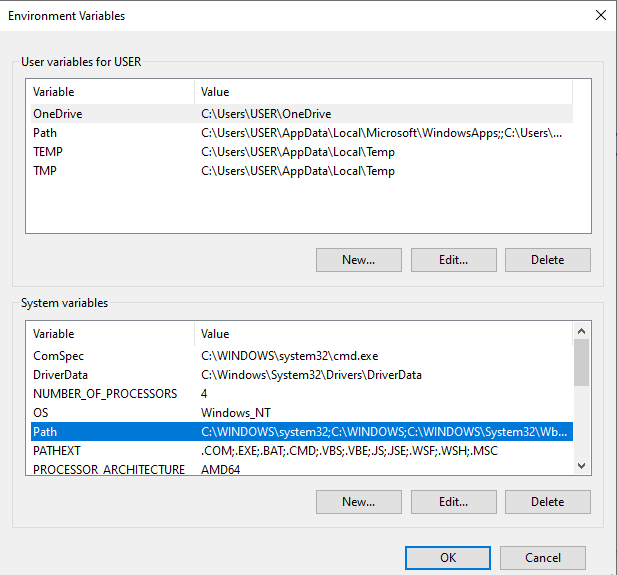 Environment Variables
User variables for USER
Variable Value
OneDrive C:\Users\USER\OneDrive
Path C:\Users\USER\AppData\Local\Microsoft\WindowsApps;;C:\Users\...
TEMP C:\Users\USER\AppData\Local\Temp
TMP C:\Users\USER\AppData\Local\Temp
New... Edit... Delete
System variables
Variable Value
ComSpec C:\WINDOWS\system32\cmd.exe
DriverData C:\Windows\System32\Drivers\DriverData
NUMBER_OF_PROCESSORS 4
OS Windows_NT
Path C:\WINDOWS\system32;C:\WINDOWS;C:\WINDOWS\System32\Wb...
PATHEXT .COM;.EXE;.BAT;.CMD;.VBS;.VBE;.JS;.JSE;.WSF;.WSH;.MSC
PROCESSOR_ARCHITECTURE AMD64
New... Edit... Delete
OK Cancel